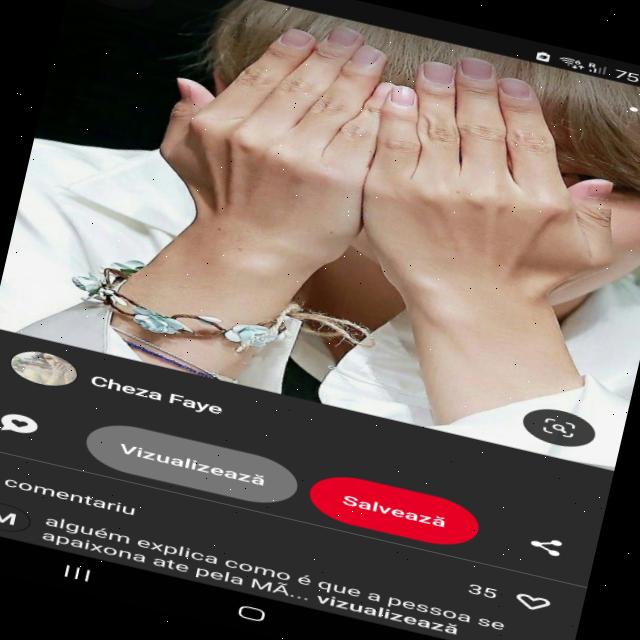 75
Cheza Faye
Vizualizează
Salvează
comentariu
35
M
alguém explica como é que a pessoa se
apaixona ate pela MÃ... vizualizează